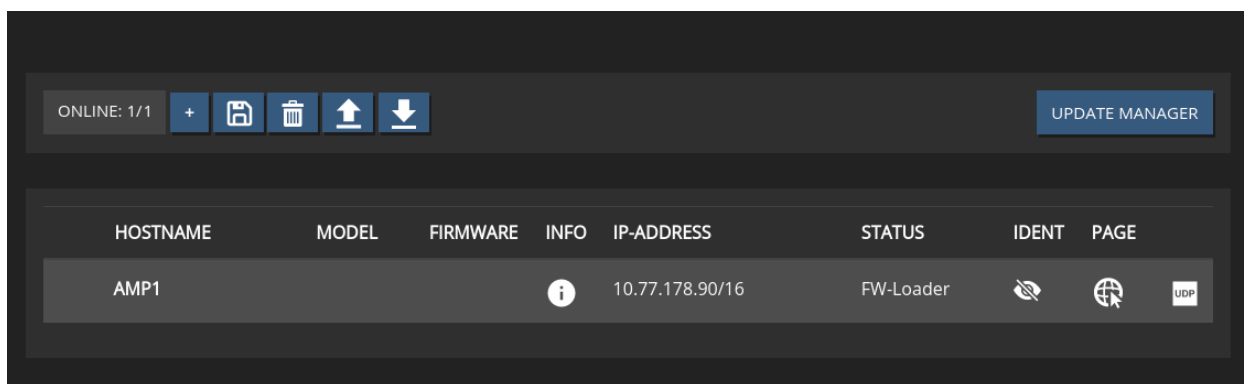 ONLINE: 1/1 + UPDATE MANAGER
HOSTNAME MODEL FIRMWARE INFO IP-ADDRESS STATUS IDENT PAGE
AMP1 i 10.77.178.90/16 FW-Loader UDP